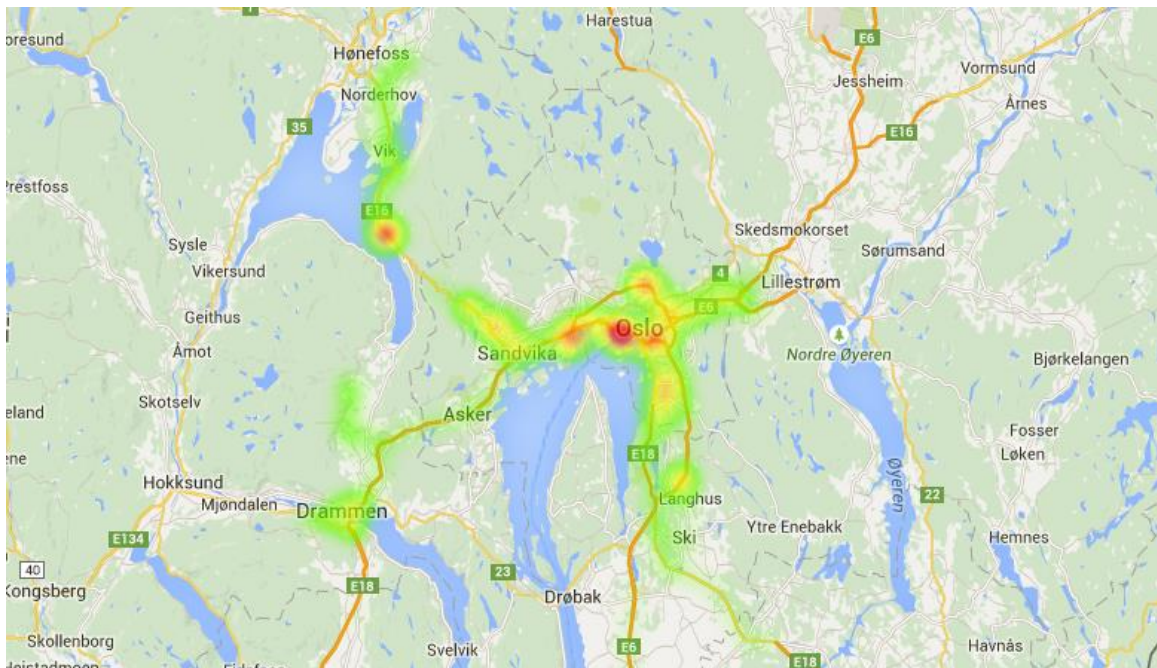 Harestua
oresund
E6
Hønefoss
Vormsund
Jessheim
Norderhov
Årnes
35
E16
Vik
Prestfoss
E16
Skedsmokorset
Sysle
Sørumsand
Vikersund
4
Lillestrøm
E6
Geithus
Oslo
Sandvika
Nordre Øyeren
Åmot
Bjørkelangen
Skotselv
eland
Asker
Fosser
Løken
ene
E18
Øyeren
Hokksund
Langhus
22
Mjøndalen
Drammen
Ytre Enebakk
Ski
E134
Hemnes
40
23
Kongsberg
E18
Drøbak
Skollenborg
Svelvik
E6
Havnås
E18